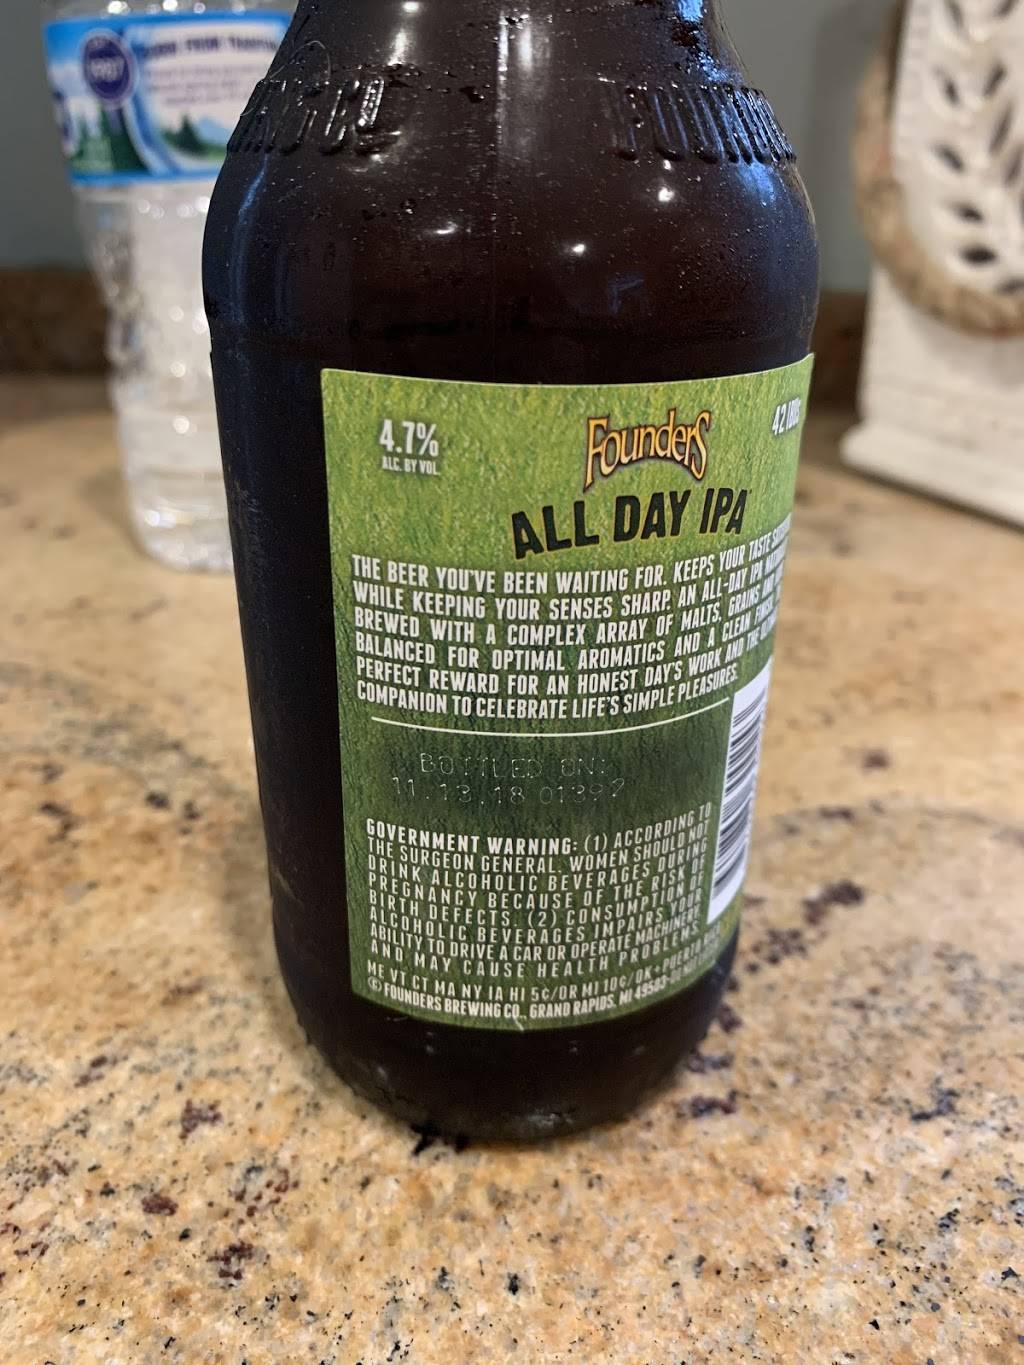 4.7%
ALC. BY VOL.
Founders
ALL DAY IPA
THE BEER YOU'VE BEEN WAITING FOR. KEEPS YOUR TASTE
WHILE KEEPING YOUR SENSES SHARP. AN ALL-DAY IPA
BREWED WITH A COMPLEX ARRAY OF MALTS, GRAINS AND
BALANCED FOR OPTIMAL AROMATICS AND A CLEAN FINISH.
PERFECT REWARD FOR AN HONEST DAY'S WORK AND THE
COMPANION TO CELEBRATE LIFE'S SIMPLE PLEASURES.
BOTTLED ON:
11.13.18
GOVERNMENT WARNING: (1) ACCORDING TO
THE SURGEON GENERAL, WOMEN SHOULD NOT
DRINK ALCOHOLIC BEVERAGES DURING
PREGNANCY BECAUSE OF THE RISK OF
BIRTH DEFECTS. (2) CONSUMPTION OF
ALCOHOLIC BEVERAGES IMPAIRS YOUR
ABILITY TO DRIVE A CAR OR OPERATE MACHINERY,
AND MAY CAUSE HEALTH PROBLEMS.
ME VT CT MA NY IA HI 5¢/OR MI 10¢/OK+
© FOUNDERS BREWING CO., GRAND RAPIDS, MI 49503